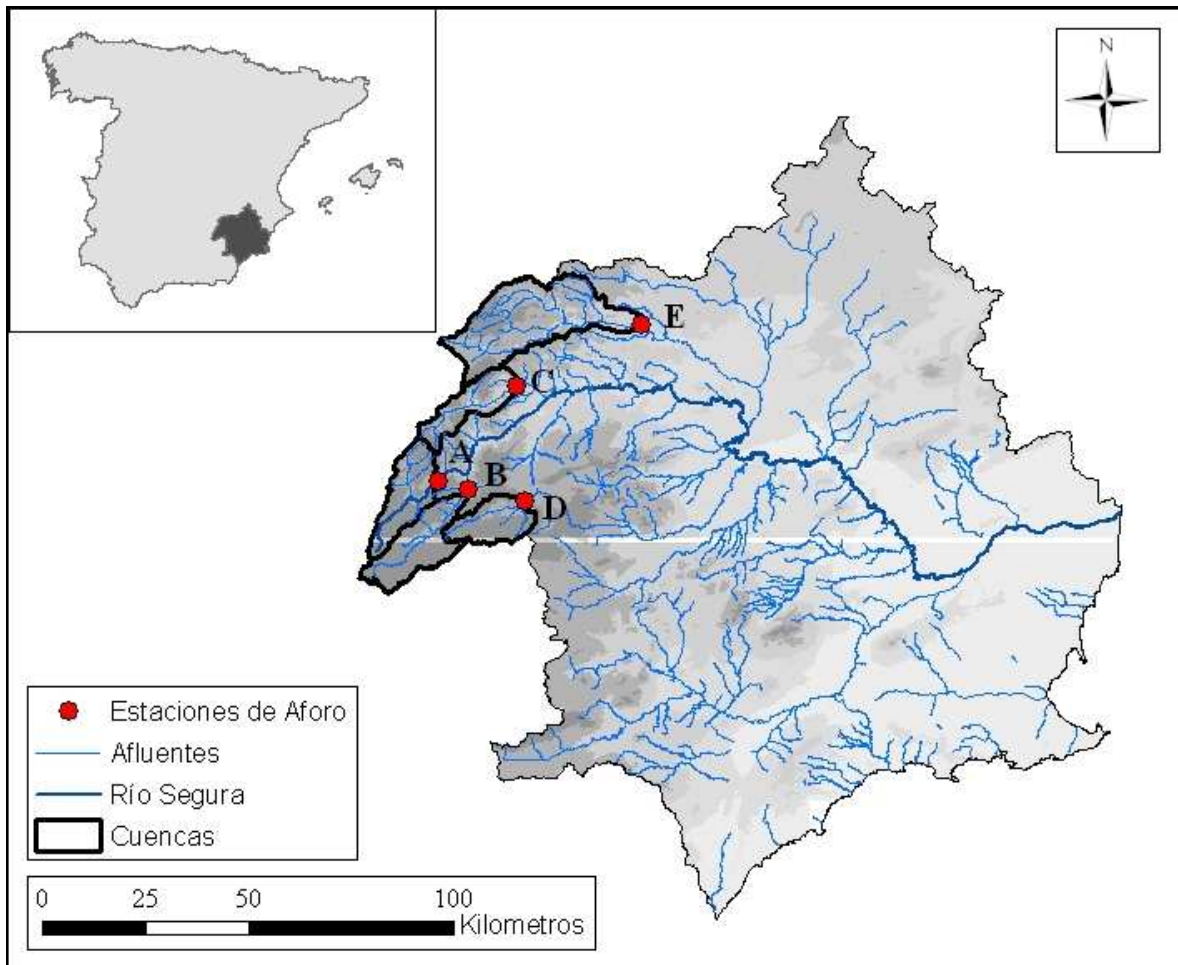 N
E
C
A
B
D
Estaciones de Aforo
Afluentes
Río Segura
Cuencas
0 25 50 100
Kilometros